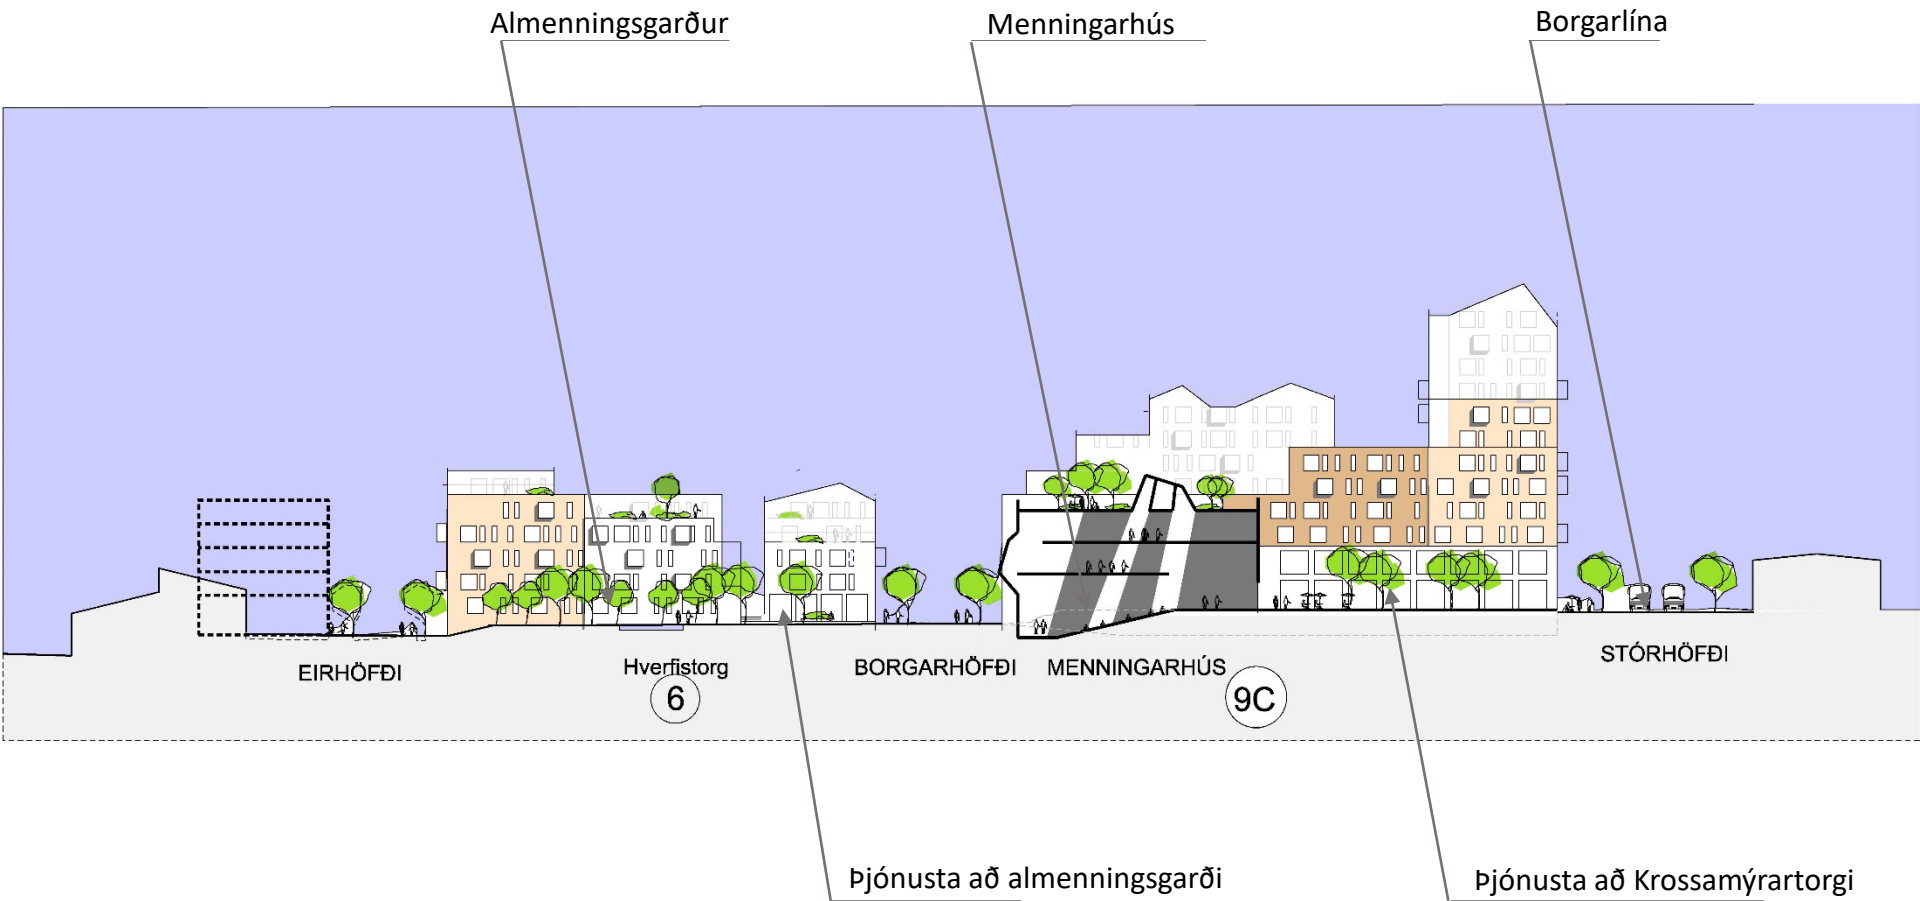 Almenningsgarður
Menningarhús
Borgarlína
EIRHÖFÐI
Hverfistorg
6
BORGARHÖFÐI
MENNINGARHÚS
9C
STÓRHÖFÐI
Þjónusta að almenningsgarði
Þjónusta að Krossamýrartorgi